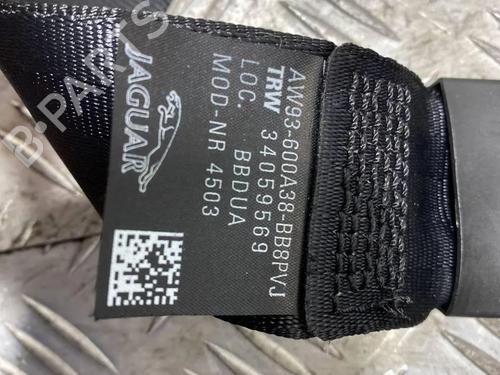 AW93-600A38-BB8PVJ
TRW 34059569
LOC. BBDUA
MOD-NR 4503
JAGUAR
B-PARTS